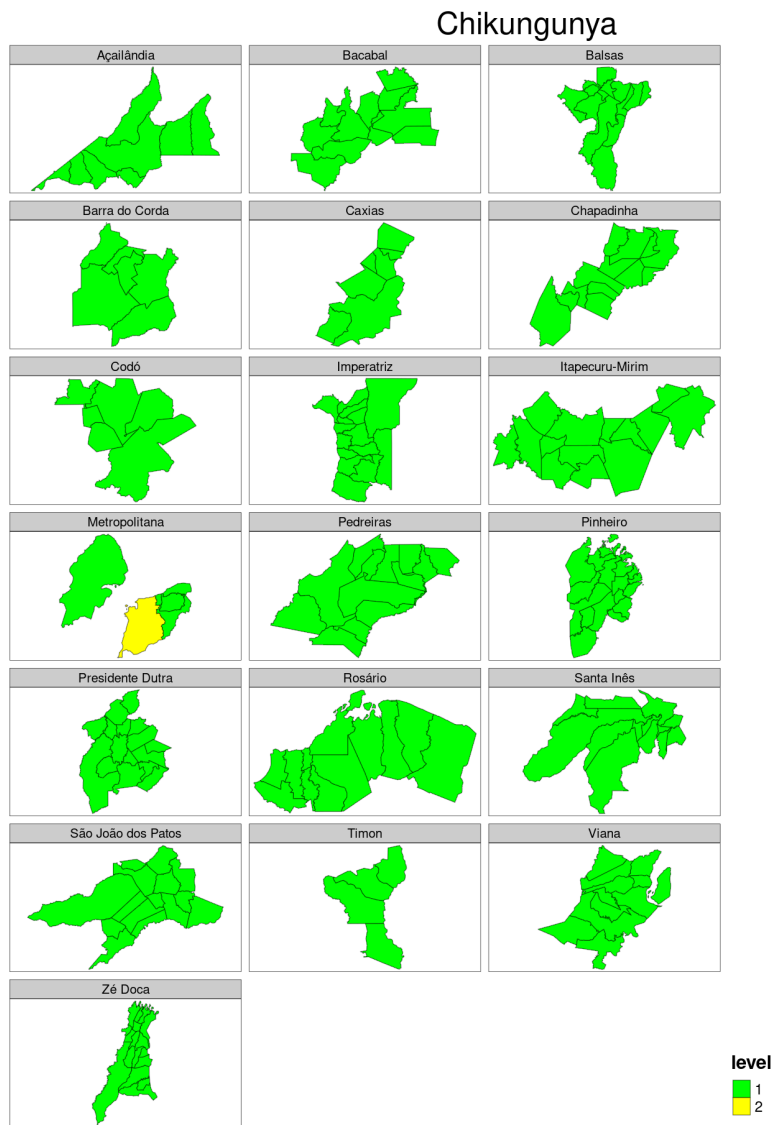 Chikungunya
Açailândia
Bacabal
Balsas
Barra do Corda
Caxias
Chapadinha
Codó
Imperatriz
Itapecuru-Mirim
Metropolitana
Pedreiras
Pinheiro
Presidente Dutra
Rosário
Santa Inês
São João dos Patos
Timon
Viana
Zé Doca
level
1
2